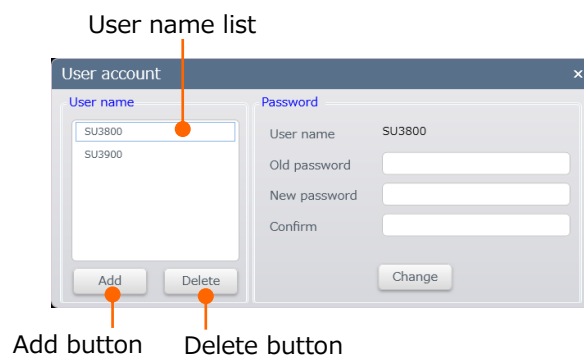 User name list
User account ×
User name
SU3800
SU3900
Add Delete
Password
User name SU3800
Old password
New password
Confirm
Change
Add button Delete button